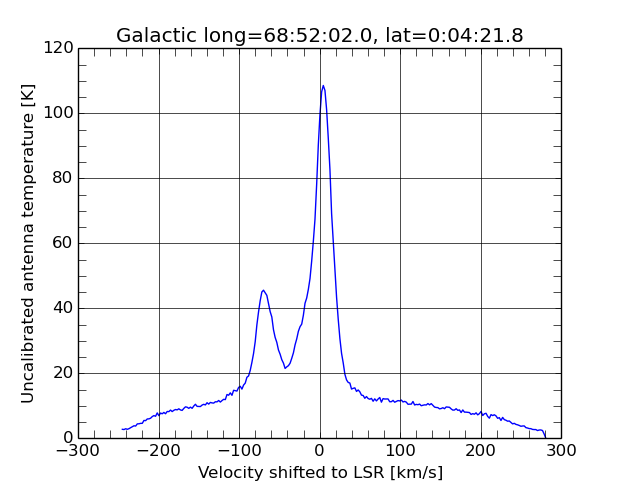 Galactic long=68:52:02.0, lat=0:04:21.8
Uncalibrated antenna temperature [K]
120
100
80
60
40
20
0
−300 −200 −100 0 100 200 300
Velocity shifted to LSR [km/s]